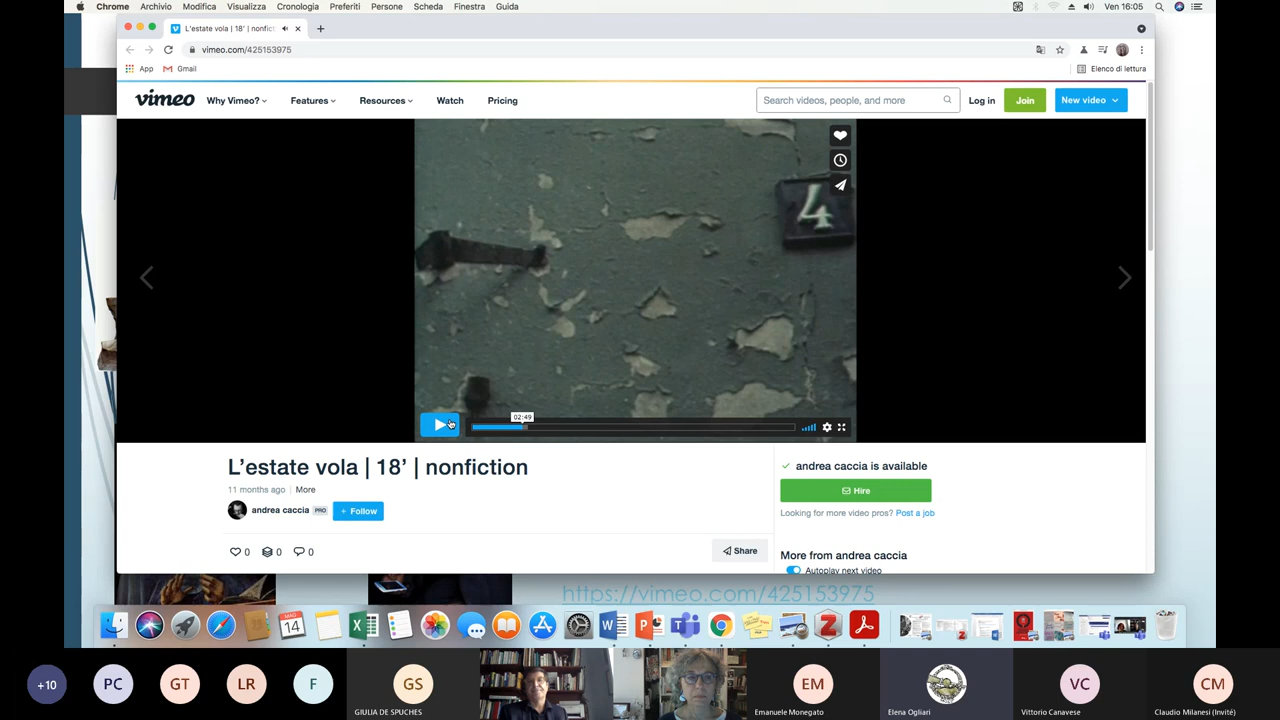 Chrome Archivio Modifica Visualizza Cronologia Preferiti Persone Scheda Finestra Guida Ven 16:05
L'estate vola | 18' | nonfict
vimeo.com/425153975
App Gmail Elenco di lettura
vimeo Why Vimeo? Features Resources Watch Pricing Search videos, people, and more Log in Join New video
4
02:49
L'estate vola | 18' | nonfiction
11 months ago | More
andrea caccia PRO + Follow
0 0 0
Share
andrea caccia is available
Hire
Looking for more video pros? Post a job
More from andrea caccia
Autoplay next video
https://vimeo.com/425153975
MAG
14
+10 PC GT LR F GS EM VC CM
GIULIA DE SPUCHES Emanuele Monegato Elena Ogliari Vittorio Canavese Claudio Milanesi (Invité)